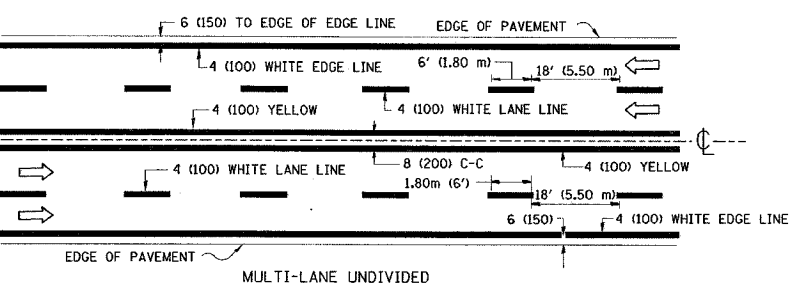 6 (150) TO EDGE OF EDGE LINE
EDGE OF PAVEMENT
4 (100) WHITE EDGE LINE
6' (1.80 m)
18' (5.50 m)
4 (100) YELLOW
4 (100) WHITE LANE LINE
℄
4 (100) WHITE LANE LINE
8 (200) C-C
4 (100) YELLOW
1.80m (6')
18' (5.50 m)
6 (150)
4 (100) WHITE EDGE LINE
EDGE OF PAVEMENT
MULTI-LANE UNDIVIDED